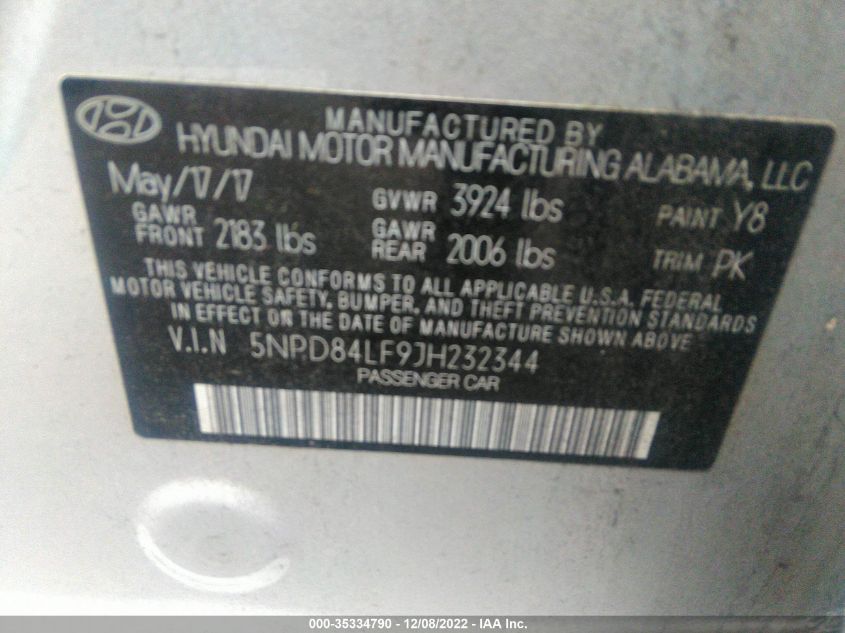 MANUFACTURED BY
HYUNDAI MOTOR MANUFACTURING ALABAMA, LLC
May/17/17 GVWR 3924 lbs PAINT Y8
GAWR FRONT 2183 lbs GAWR REAR 2006 lbs TRIM PK
THIS VEHICLE CONFORMS TO ALL APPLICABLE U.S.A. FEDERAL
MOTOR VEHICLE SAFETY, BUMPER, AND THEFT PREVENTION STANDARDS
IN EFFECT ON THE DATE OF MANUFACTURE SHOWN ABOVE.
V.I.N 5NPD84LF9JH232344
PASSENGER CAR
000-35334790 - 12/08/2022 - IAA Inc.